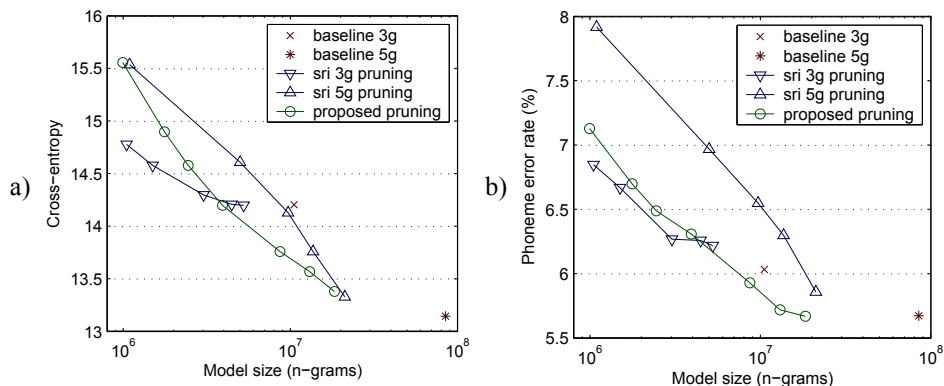 a)
Cross−entropy
16
15.5
15
14.5
14
13.5
13
10^6
10^7
10^8
Model size (n−grams)
baseline 3g
baseline 5g
sri 3g pruning
sri 5g pruning
proposed pruning
b)
Phoneme error rate (%)
8
7.5
7
6.5
6
5.5
10^6
10^7
10^8
Model size (n−grams)
baseline 3g
baseline 5g
sri 3g pruning
sri 5g pruning
proposed pruning